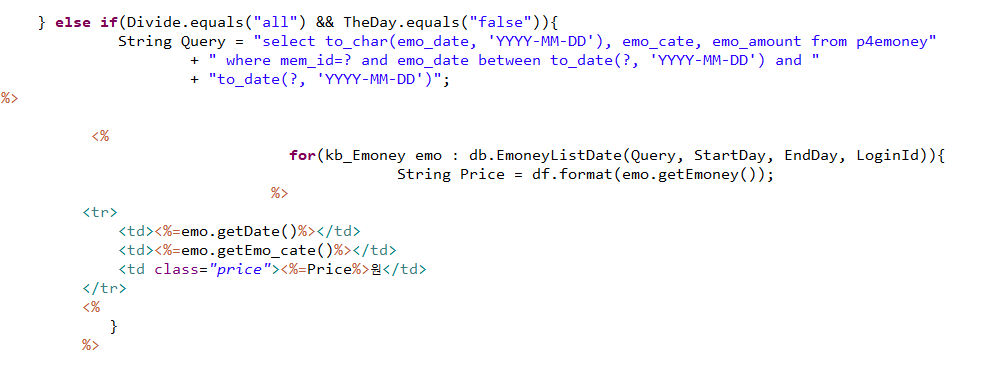 } else if(Divide.equals("all") && TheDay.equals("false")){
String Query = "select to_char(emo_date, 'YYYY-MM-DD'), emo_cate, emo_amount from p4emoney"
+ " where mem_id=? and emo_date between to_date(?, 'YYYY-MM-DD') and "
+ "to_date(?, 'YYYY-MM-DD')";
%>
<%
for(kb_Emoney emo : db.EmoneyListDate(Query, StartDay, EndDay, LoginId)){
String Price = df.format(emo.getEmoney());
%>
<tr>
<td><%=emo.getDate()%></td>
<td><%=emo.getEmo_cate()%></td>
<td class="price"><%=Price%>원</td>
</tr>
<%
}
%>